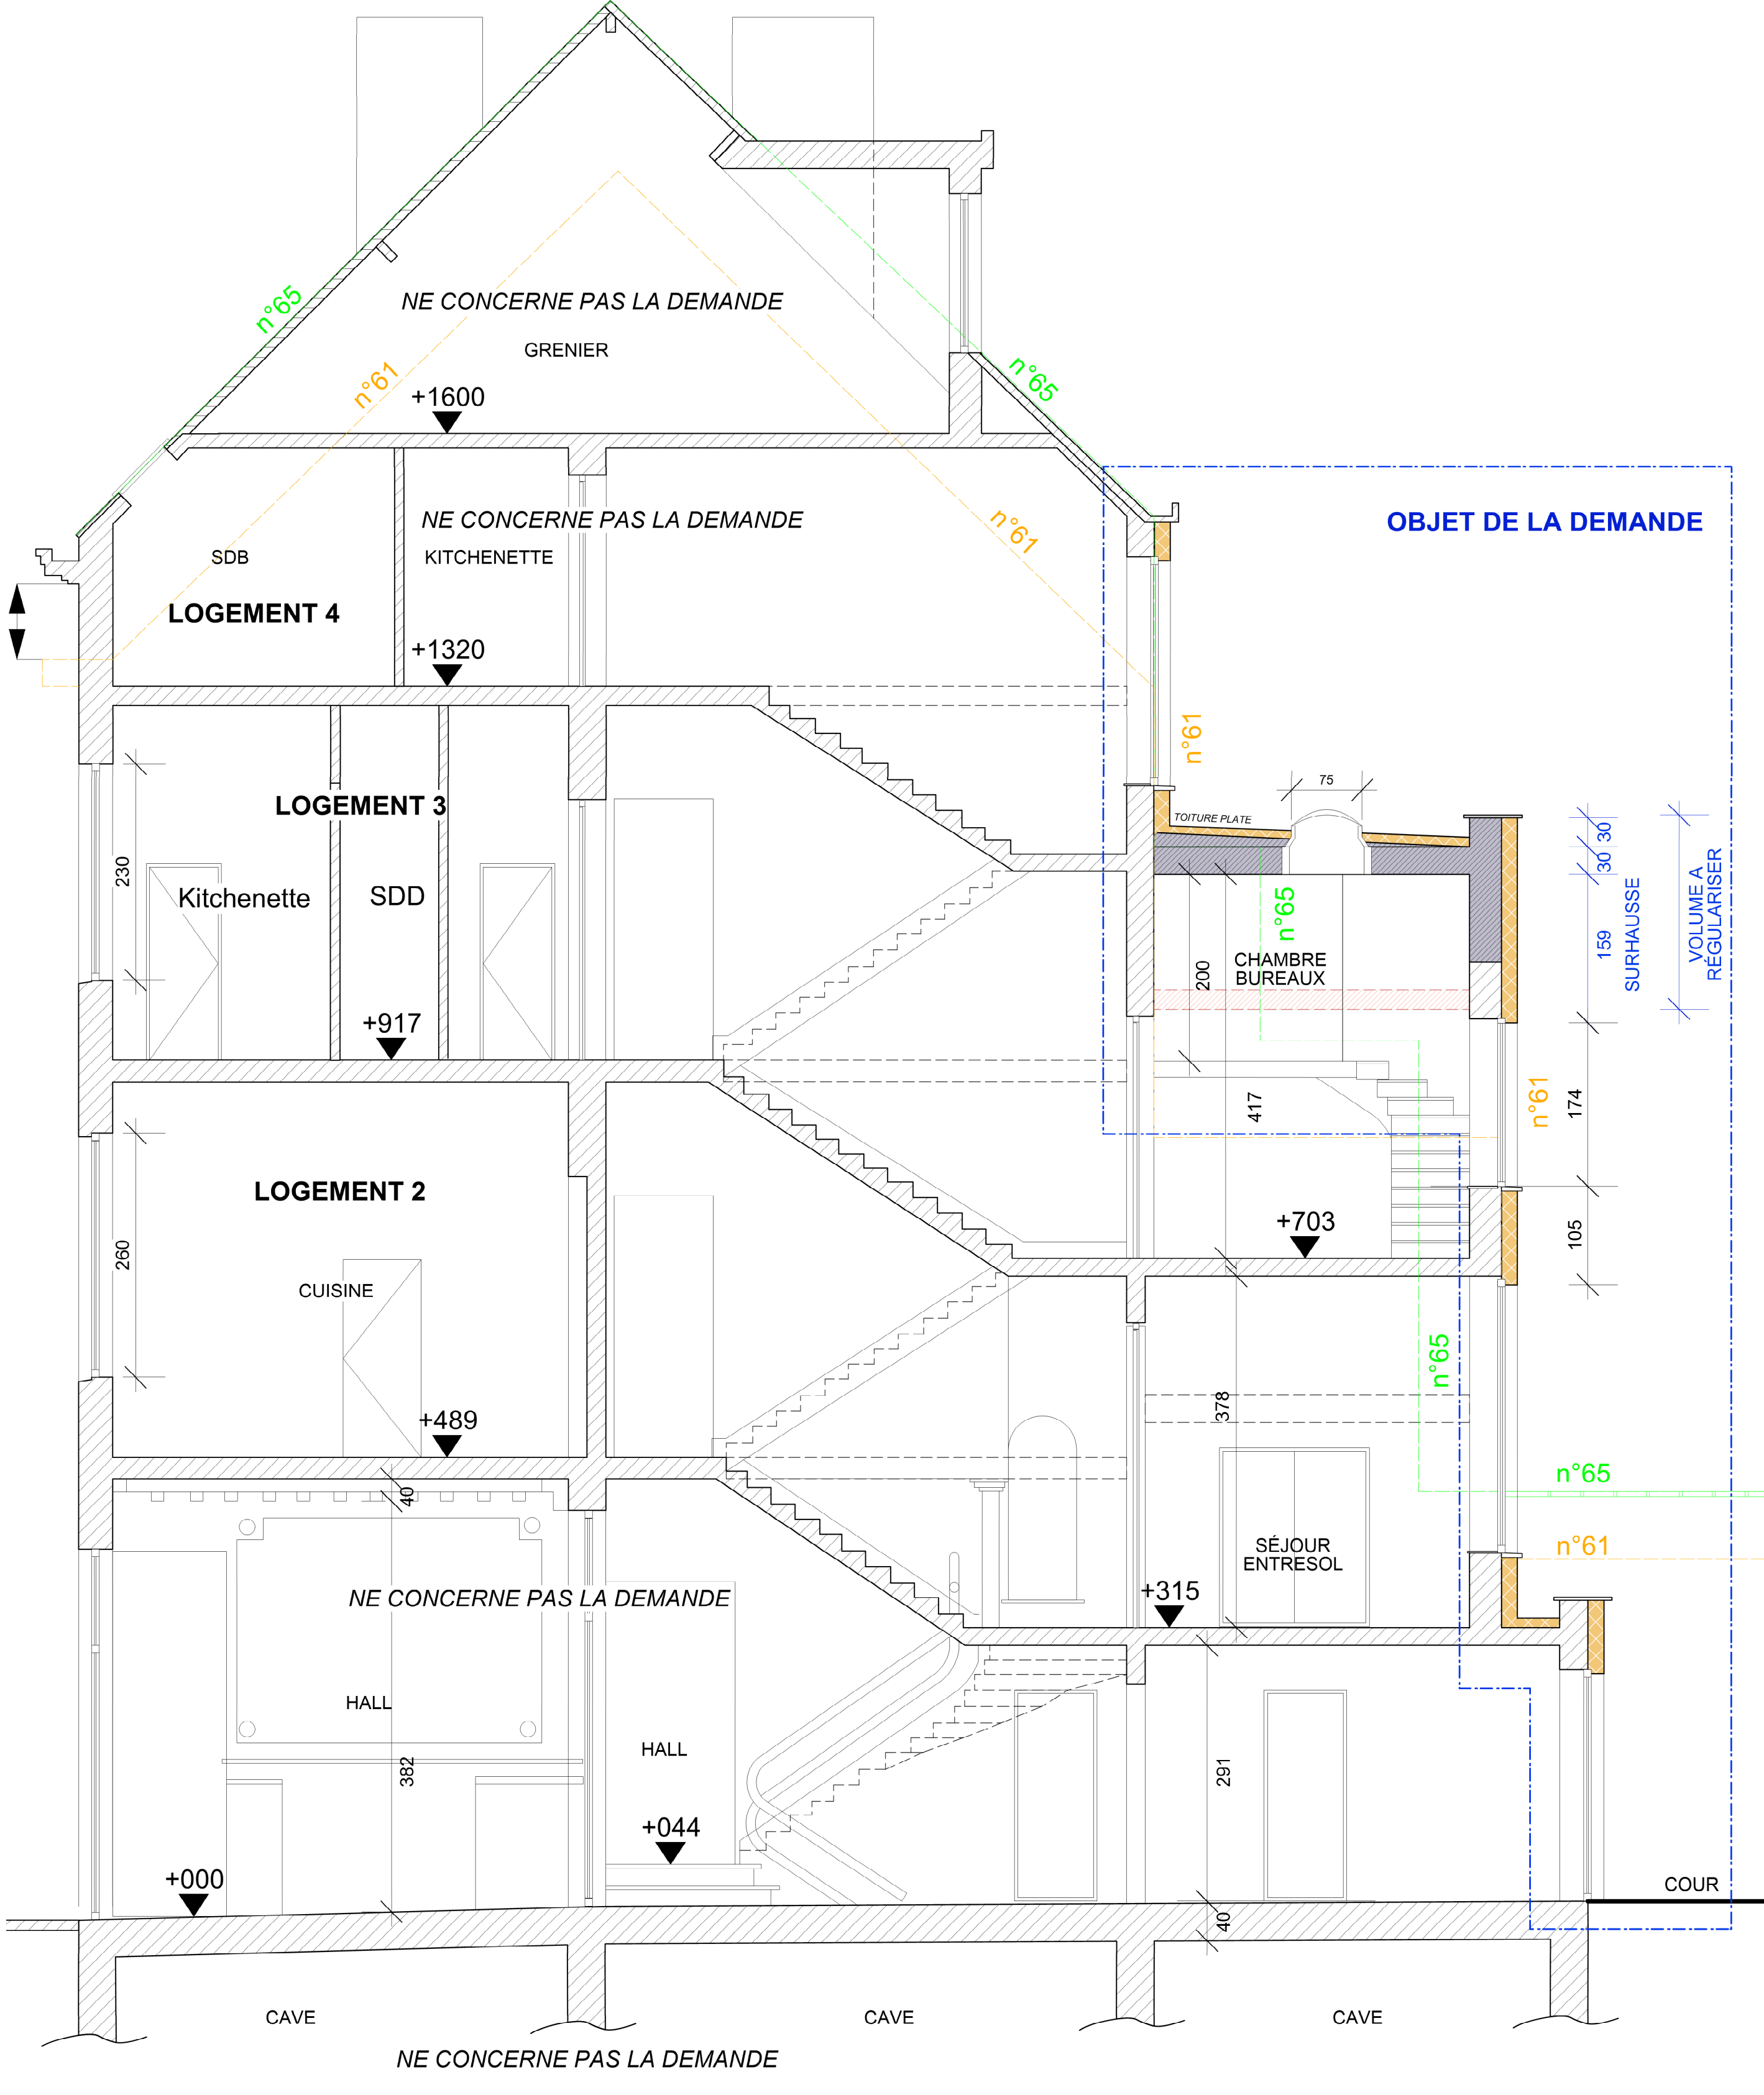 n°65
NE CONCERNE PAS LA DEMANDE
GRENIER
n°61
+1600
n°65
NE CONCERNE PAS LA DEMANDE
n°61
OBJET DE LA DEMANDE
SDB
KITCHENETTE
LOGEMENT 4
+1320
n°61
75
TOITURE PLATE
LOGEMENT 3
230
Kitchenette
SDD
n°65
CHAMBRE
BUREAUX
200
30
30
159
SURHAUSSE
VOLUME A
RÉGULARISER
+917
417
n°61
174
LOGEMENT 2
260
CUISINE
+703
105
n°65
378
+489
40
n°65
SÉJOUR
ENTRESOL
n°61
NE CONCERNE PAS LA DEMANDE
+315
HALL
HALL
382
291
+044
+000
COUR
40
CAVE
CAVE
CAVE
NE CONCERNE PAS LA DEMANDE